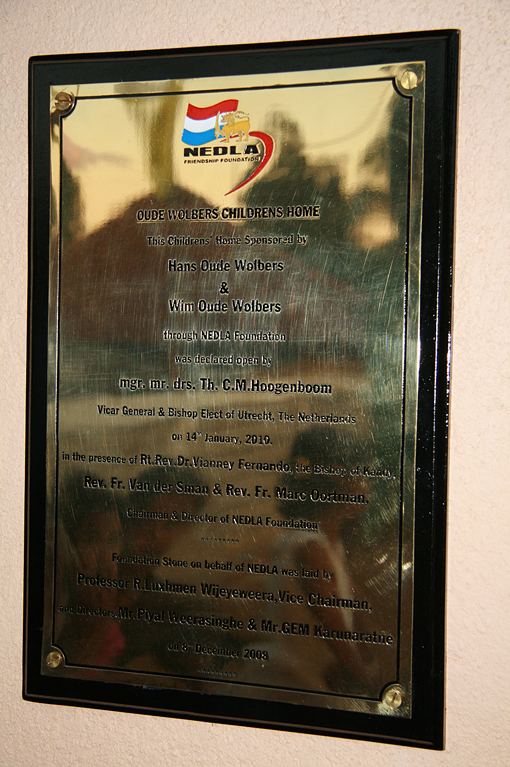 NEDLA
FRIENDSHIP FOUNDATION
OUDE WOLBERS CHILDRENS HOME
This Childrens' Home Sponsored by
Hans Oude Wolbers
&
Wim Oude Wolbers
through NEDLA Foundation
was declared open by
mgr. mr. drs. Th. C.M.Hoogenboom
Vicar General & Bishop Elect of Utrecht, The Netherlands
on 14th January, 2010.
in the presence of Rt.Rev.Dr.Vianney Fernando, the Bishop of Kandy,
Rev. Fr. Van der Sman & Rev. Fr. Marc Oortman,
Chairman & Director of NEDLA Foundation
Foundation Stone on behalf of NEDLA was laid by
Professor R.Luxhmen Wijeyeweera,Vice Chairman,
and Directors,Mr.Piyal Weerasinghe & Mr.GEM Karunaratne
on 8th December 2008